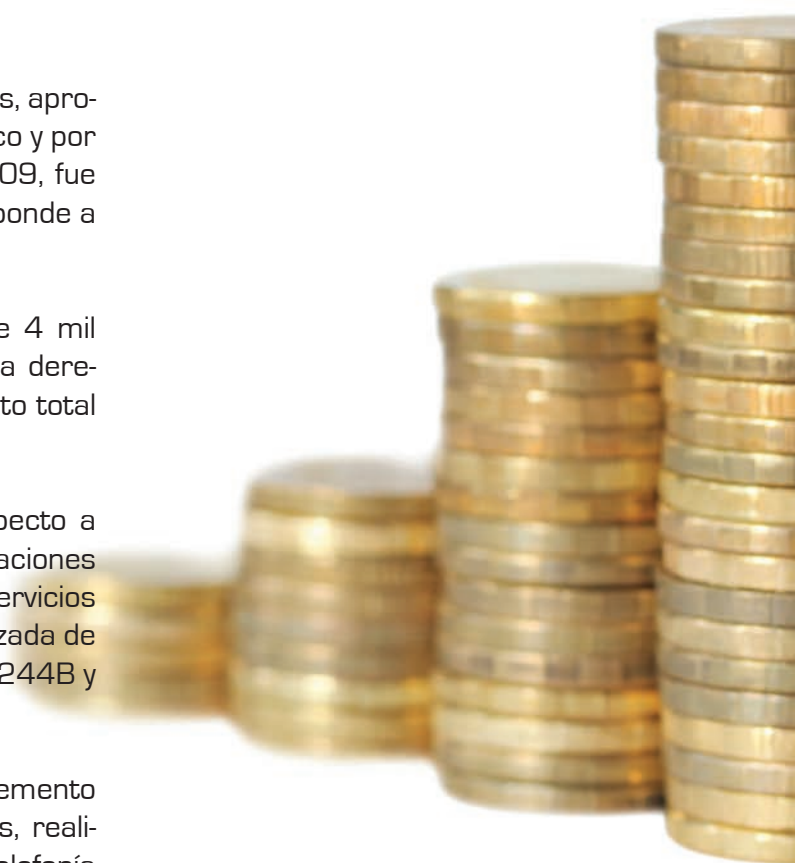 s, apro-
co y por
09, fue
ponde a
e 4 mil
a dere-
to total
pecto a
aciones
ervicios
zada de
244B y
emento
s, reali-